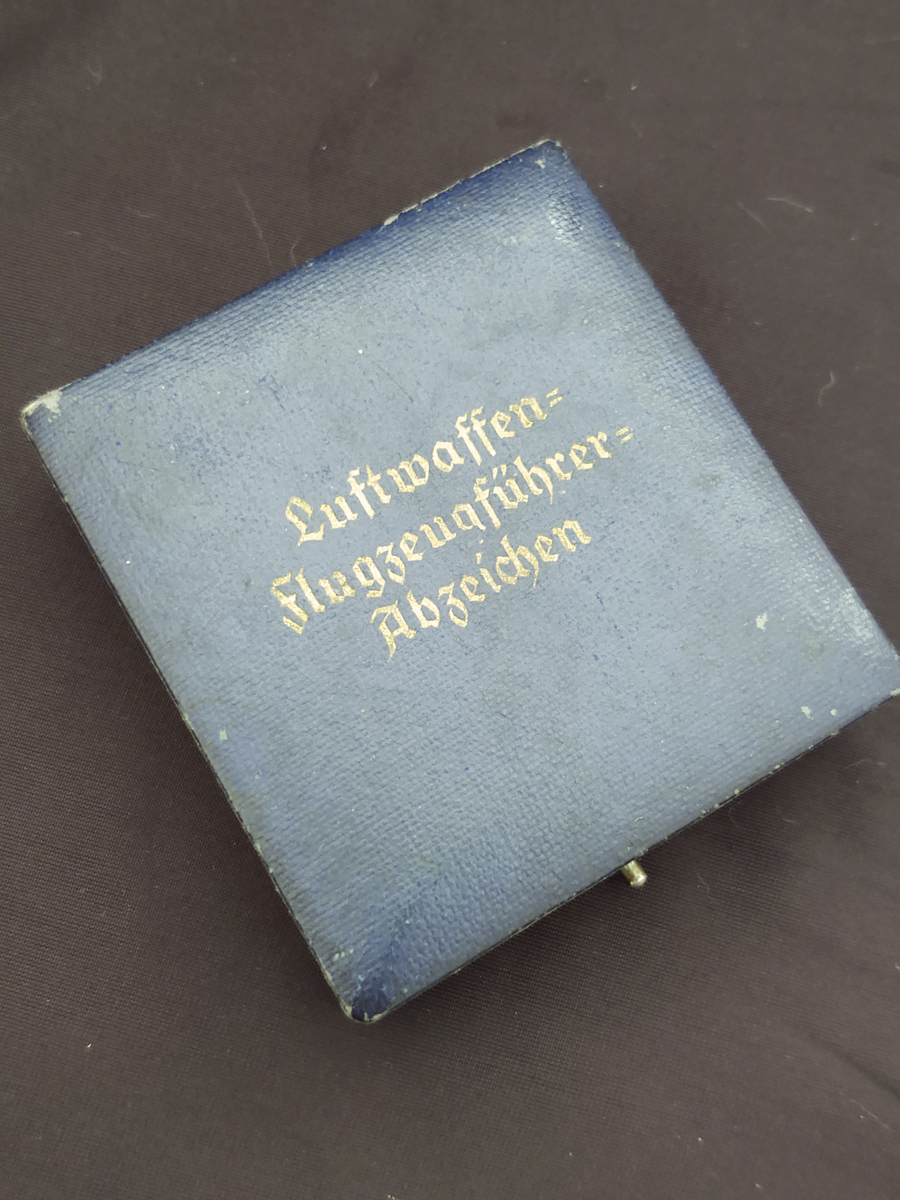 Luftwaffen=
Flugzeugführer=
Abzeichen